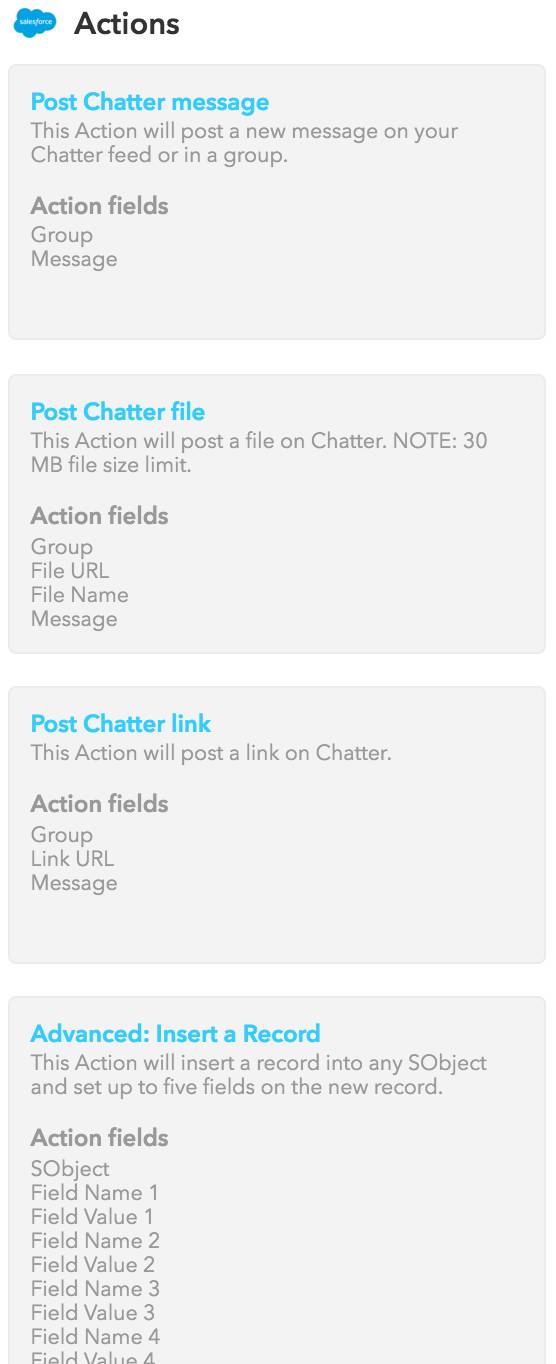 salesforce Actions
Post Chatter message
This Action will post a new message on your
Chatter feed or in a group.
Action fields
Group
Message
Post Chatter file
This Action will post a file on Chatter. NOTE: 30
MB file size limit.
Action fields
Group
File URL
File Name
Message
Post Chatter link
This Action will post a link on Chatter.
Action fields
Group
Link URL
Message
Advanced: Insert a Record
This Action will insert a record into any SObject
and set up to five fields on the new record.
Action fields
SObject
Field Name 1
Field Value 1
Field Name 2
Field Value 2
Field Name 3
Field Value 3
Field Name 4
Field Value 4